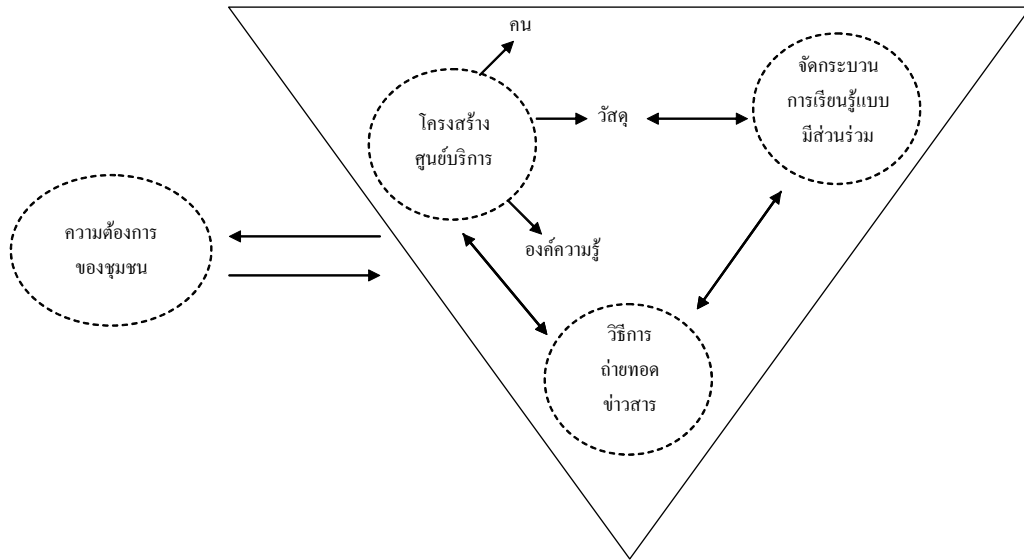 คน
จัดกระบวน
การเรียนรู้แบบ
มีส่วนร่วม
โครงสร้าง
ศูนย์บริการ
วัสดุ
องค์ความรู้
ความต้องการ
ของชุมชน
วิธีการ
ถ่ายทอด
ข่าวสาร